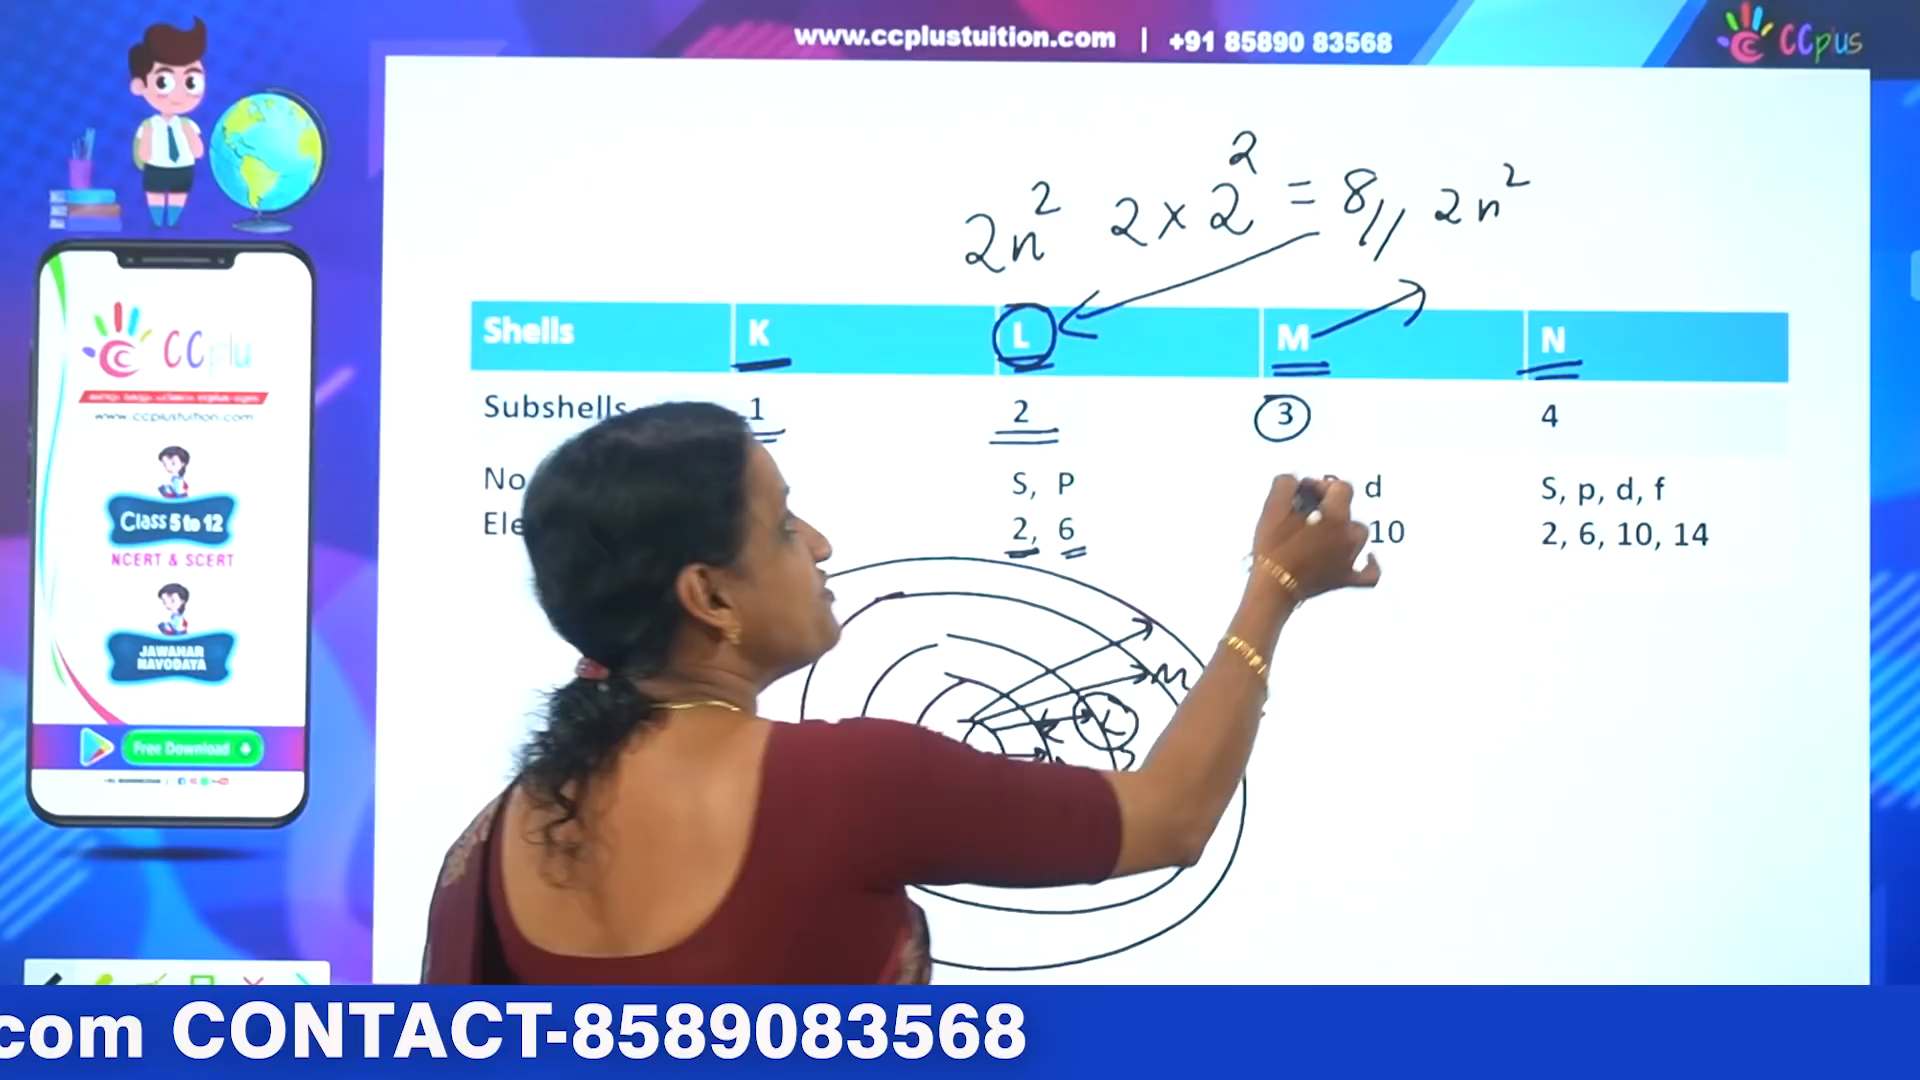 www.ccplustuition.com | +91 85890 83568
CCplus
2n² 2 x 2² = 8// 2n²
Shells K L M N
Subshells 1 2 3 4
No S, P d S, p, d, f
Ele 2, 6 10 2, 6, 10, 14
M
K
L
CCplu
www.ccplustuition.com
Class 5 to 12
NCERT & SCERT
JAWAHAR
NAVODAYA
Free Download
com CONTACT-8589083568